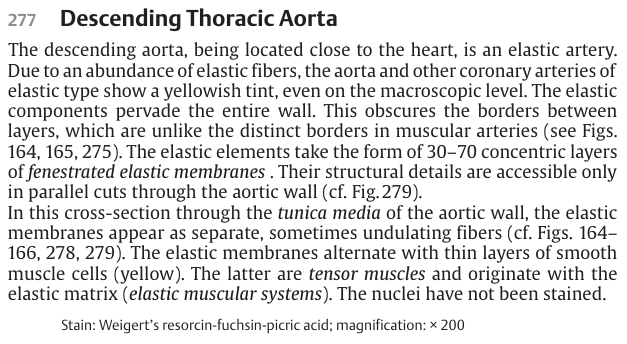 277 Descending Thoracic Aorta
The descending aorta, being located close to the heart, is an elastic artery.
Due to an abundance of elastic fibers, the aorta and other coronary arteries of
elastic type show a yellowish tint, even on the macroscopic level. The elastic
components pervade the entire wall. This obscures the borders between
layers, which are unlike the distinct borders in muscular arteries (see Figs.
164, 165, 275). The elastic elements take the form of 30–70 concentric layers
of fenestrated elastic membranes . Their structural details are accessible only
in parallel cuts through the aortic wall (cf. Fig. 279).
In this cross-section through the tunica media of the aortic wall, the elastic
membranes appear as separate, sometimes undulating fibers (cf. Figs. 164–
166, 278, 279). The elastic membranes alternate with thin layers of smooth
muscle cells (yellow). The latter are tensor muscles and originate with the
elastic matrix (elastic muscular systems). The nuclei have not been stained.
Stain: Weigert's resorcin-fuchsin-picric acid; magnification: × 200